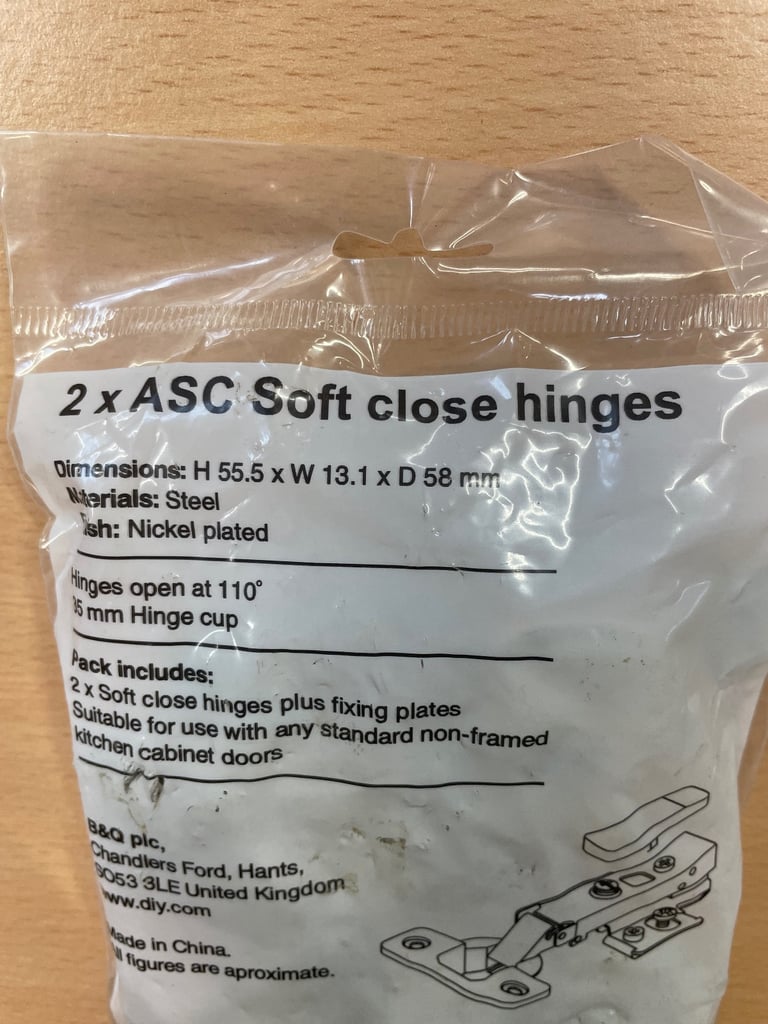 2 x ASC Soft close hinges
Dimensions: H 55.5 x W 13.1 x D 58 mm
Materials: Steel
ish: Nickel plated
Hinges open at 110°
35 mm Hinge cup
Pack includes:
2 x Soft close hinges plus fixing plates
Suitable for use with any standard non-framed
kitchen cabinet doors
B&Q plc,
Chandlers Ford, Hants,
SO53 3LE United Kingdom
www.diy.com
Made in China.
All figures are aproximate.